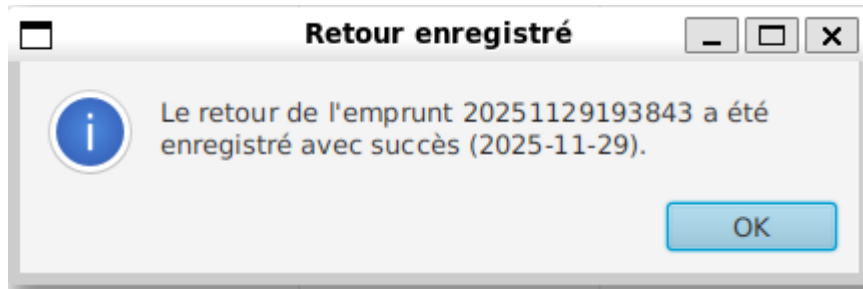 Retour enregistré
Le retour de l'emprunt 20251129193843 a été
enregistré avec succès (2025-11-29).
OK